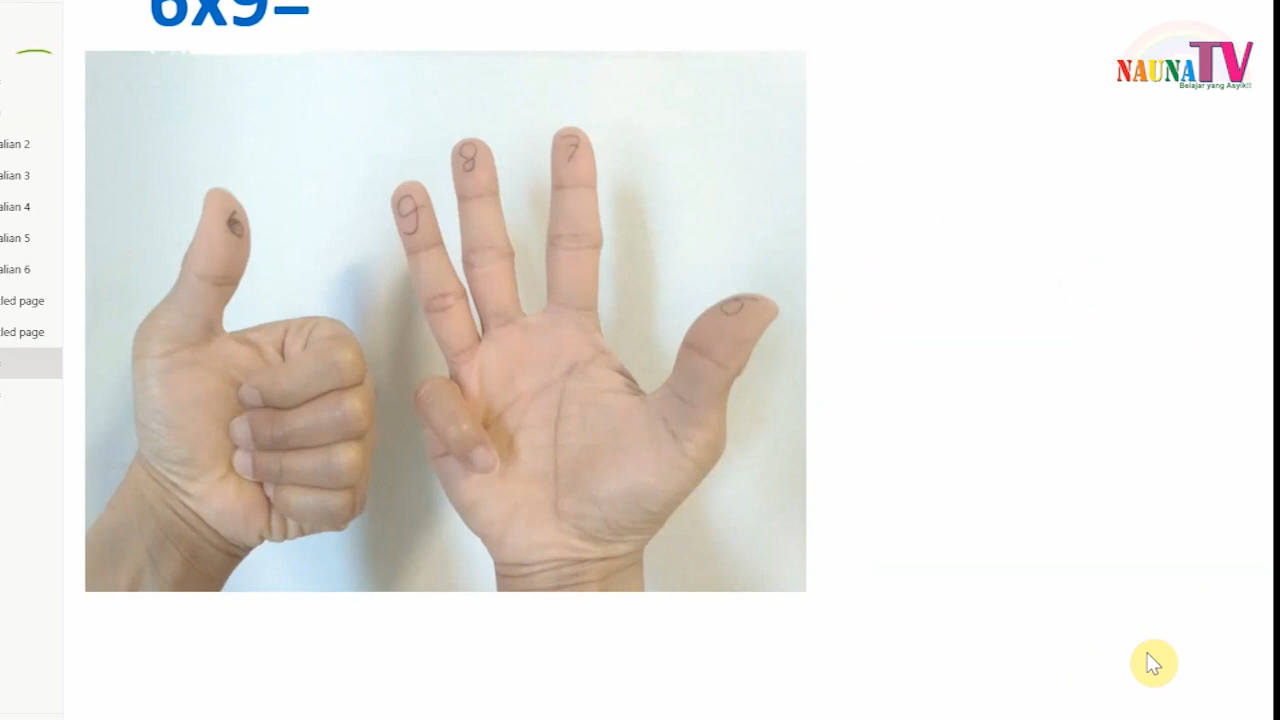 6x9=
NAUNATV
Belajar yang Asyik!!
alian 2
alian 3
alian 4
alian 5
alian 6
led page
led page
6
9
8
7